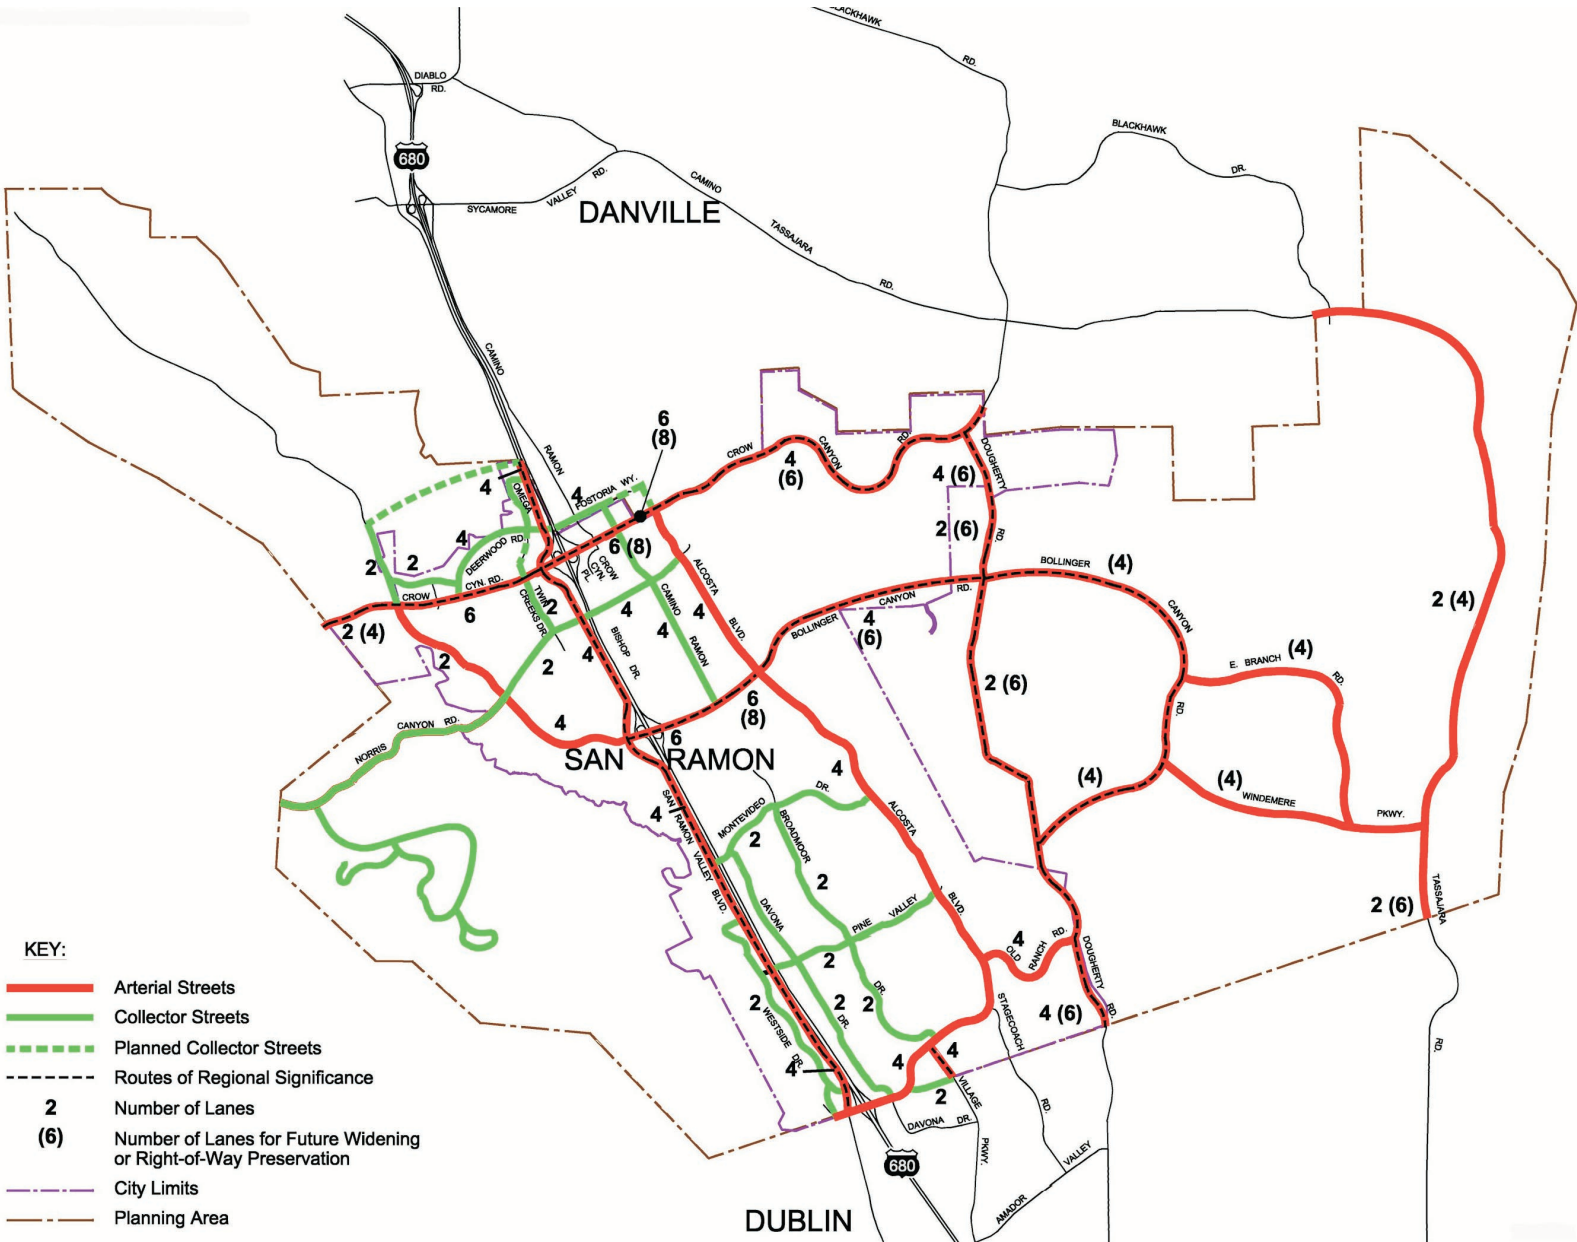 BLACKHAWK
RD.
DIABLO
RD.
680
BLACKHAWK
DR.
CAMINO
TASSAJARA
RD.
SYCAMORE
VALLEY
RD.
DANVILLE
CAMINO
RAMON
6
(8)
CROW
CANYON
RD.
4
(6)
4 (6)
DOUGHERTY
RD.
2 (6)
4
OMEGA
4
FOSTORIA WY.
6 (8)
4
DEERWOOD RD.
2
2
CROW
CYN. RD.
6
2 (4)
CROW
CYN.
PL.
TWIN
CREEKS DR.
2
4
BISHOP DR.
4
CAMINO
RAMON
4
ALCOSTA
BLVD.
4
BOLLINGER
CANYON
RD.
4
(6)
BOLLINGER
(4)
CANYON
RD.
2 (4)
E. BRANCH
RD.
(4)
2 (6)
2
2
4
CANYON RD.
NORRIS
6
(8)
6
SAN RAMON
4
SAN
RAMON
VALLEY
BLVD.
4
MONTEVIDEO
DR.
2
BROADMOOR
2
DR.
2
ALCOSTA
BLVD.
(4)
(4)
WINDEMERE
PKWY.
DAVONA
2
DR.
PINE
VALLEY
2
2
WESTSIDE
DR.
4
4
OLD
RANCH
RD.
DOUGHERTY
RD.
4 (6)
STAGECOACH
RD.
2 (6)
TASSAJARA
RD.
4
4
2
VILLAGE
PKWY.
DAVONA DR.
680
AMADOR
VALLEY
DUBLIN
KEY:
Arterial Streets
Collector Streets
Planned Collector Streets
Routes of Regional Significance
2 Number of Lanes
(6) Number of Lanes for Future Widening
or Right-of-Way Preservation
City Limits
Planning Area